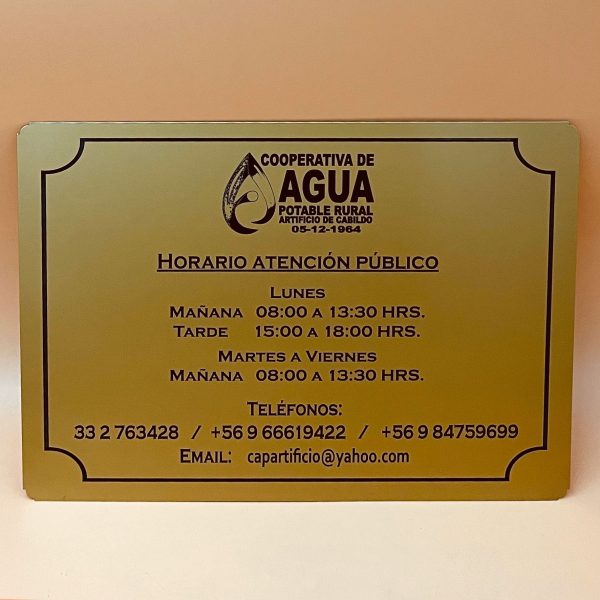 COOPERATIVA DE
AGUA
POTABLE RURAL
ARTIFICIO DE CABILDO
05-12-1964
HORARIO ATENCIÓN PÚBLICO
LUNES
MAÑANA 08:00 A 13:30 HRS.
TARDE 15:00 A 18:00 HRS.
MARTES A VIERNES
MAÑANA 08:00 A 13:30 HRS.
TELÉFONOS:
33 2 763428 / +56 9 66619422 / +56 9 84759699
EMAIL: capartificio@yahoo.com